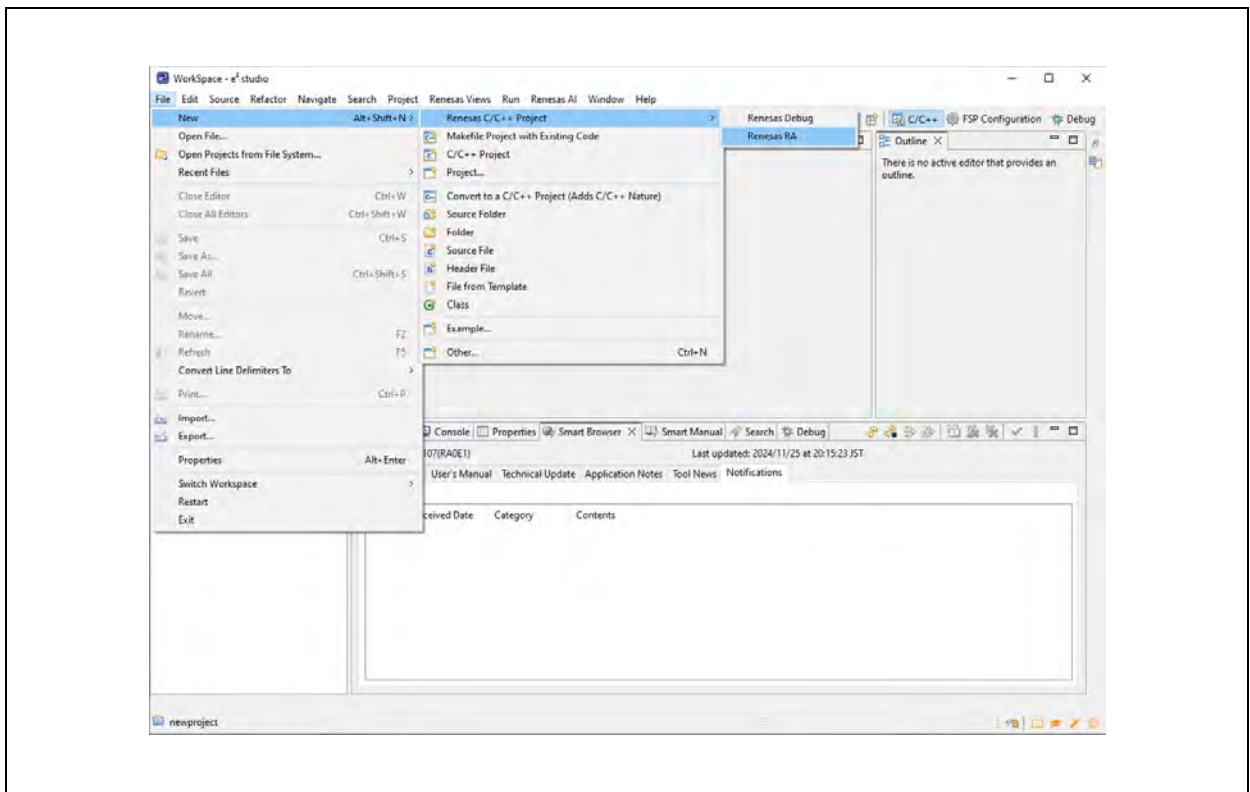 WorkSpace - e² studio
File Edit Source Refactor Navigate Search Project Renesas Views Run Renesas AI Window Help
New Alt+Shift+N >
Open File...
Open Projects from File System...
Recent Files >
Close Editor Ctrl+W
Close All Editors Ctrl+Shift+W
Save Ctrl+S
Save As...
Save All Ctrl+Shift+S
Revert
Move...
Rename... F2
Refresh F5
Convert Line Delimiters To >
Print... Ctrl+P
Import...
Export...
Properties Alt+Enter
Switch Workspace >
Restart
Exit
Renesas C/C++ Project >
Makefile Project with Existing Code
C/C++ Project
Project...
Convert to a C/C++ Project (Adds C/C++ Nature)
Source Folder
Folder
Source File
Header File
File from Template
Class
Example...
Other... Ctrl+N
Renesas Debug
Renesas RA
C/C++ FSP Configuration Debug
Outline
There is no active editor that provides an
outline.
Console Properties Smart Browser Smart Manual Search Debug
107(RA0E1) Last updated: 2024/11/25 at 20:15:23 JST
User's Manual Technical Update Application Notes Tool News Notifications
ceived Date Category Contents
newproject